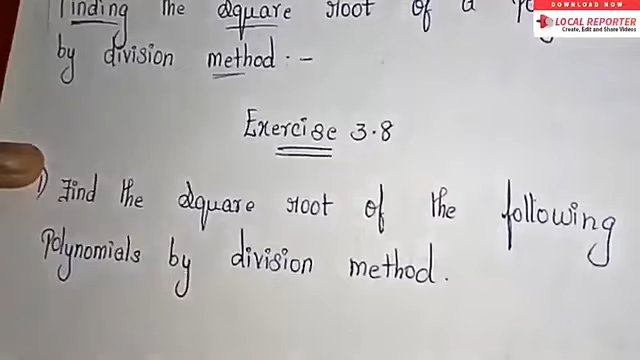 Finding the square root of a
by division method :-
DOWNLOAD NOW
LOCAL REPORTER
Create, Edit and Share Videos
Exercise 3.8
1) Find the square root of the following
Polynomials by division method.